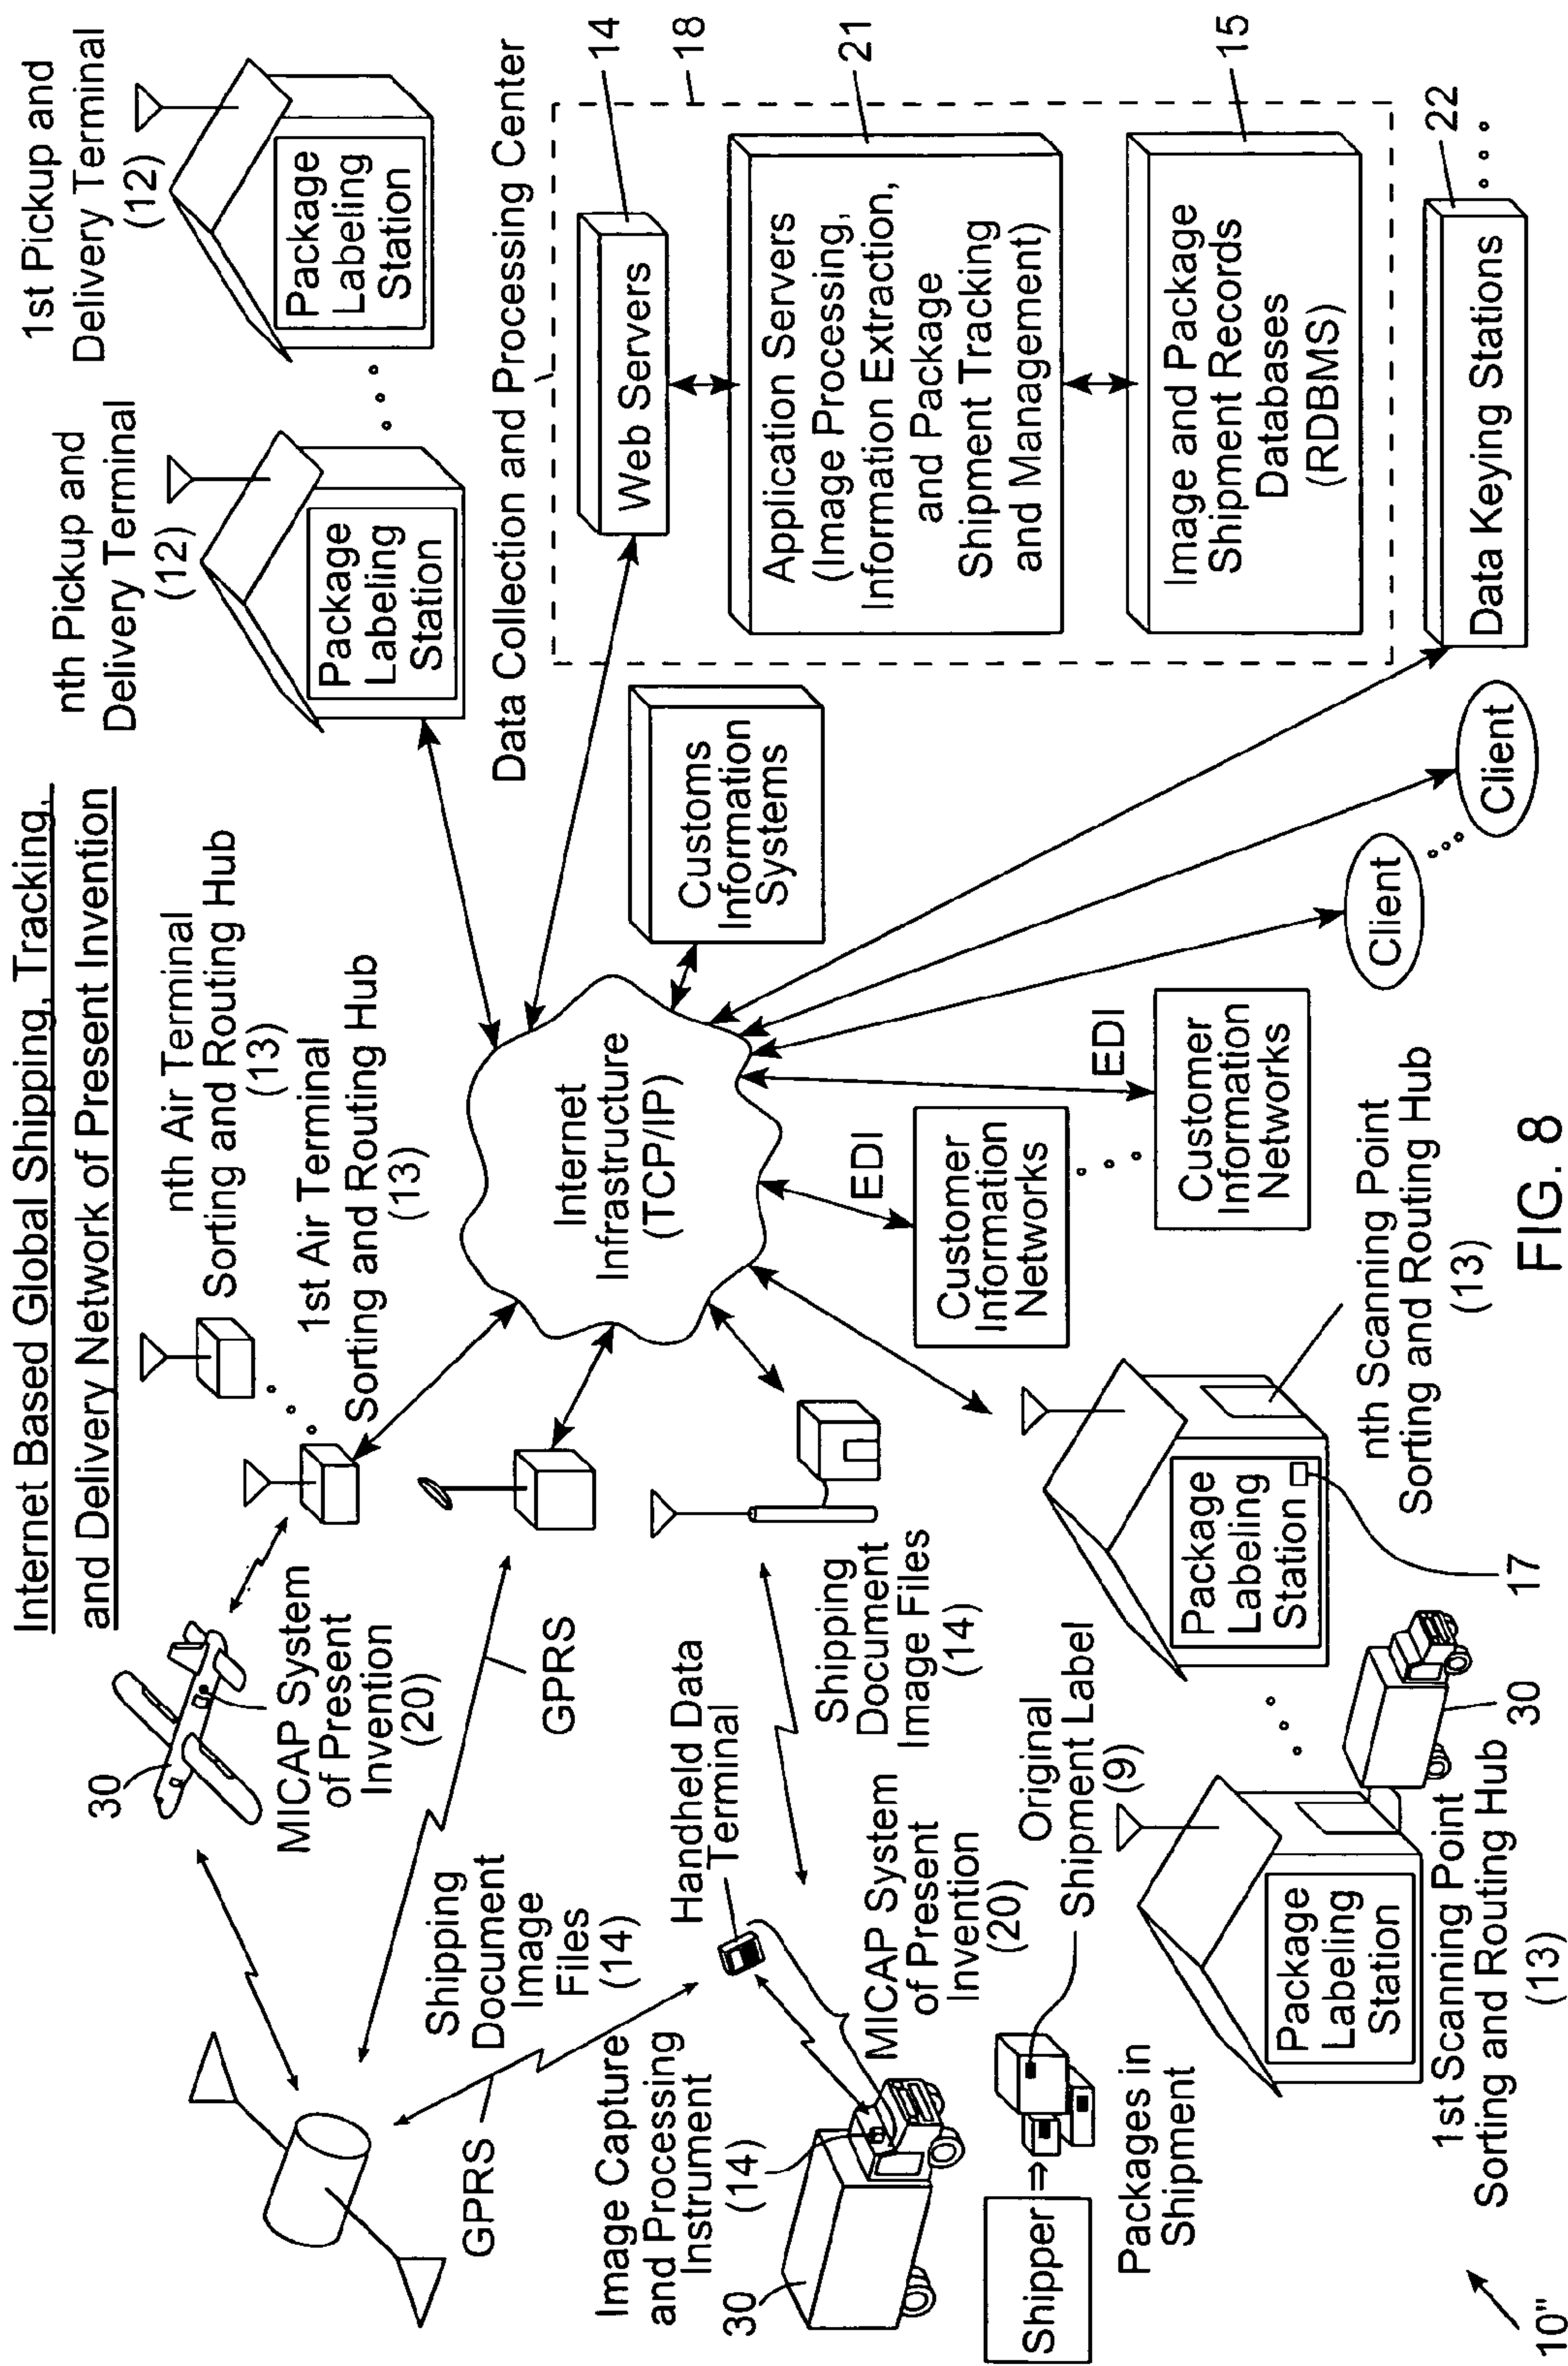 Internet Based Global Shipping, Tracking,
and Delivery Network of Present Invention
1st Pickup and
Delivery Terminal
(12)
Package
Labeling
Station
nth Pickup and
Delivery Terminal
(12)
Package
Labeling
Station
nth Air Terminal
Sorting and Routing Hub
(13)
1st Air Terminal
Sorting and Routing Hub
(13)
30
MICAP System
of Present
Invention
(20)
GPRS
Shipping
Document
Image
Files
(14)
GPRS
Handheld Data
Terminal
Image Capture
and Processing
Instrument
(14)
30
MICAP System
of Present
Invention
(20)
Shipping
Document
Image Files
(14)
Original
Shipment Label
(9)
Shipper ⇒
Packages in
Shipment
Internet
Infrastructure
(TCP/IP)
Data Collection and Processing Center
14
18
Web Servers
21
Application Servers
(Image Processing,
Information Extraction,
and Package
Shipment Tracking
and Management)
15
Image and Package
Shipment Records
Databases
(RDBMS)
22
Data Keying Stations
Customs
Information
Systems
Client
Client
EDI
Customer
Information
Networks
EDI
Customer
Information
Networks
Package
Labeling
Station
17
nth Scanning Point
Sorting and Routing Hub
(13)
30
Package
Labeling
Station
1st Scanning Point
Sorting and Routing Hub
(13)
10"
FIG. 8